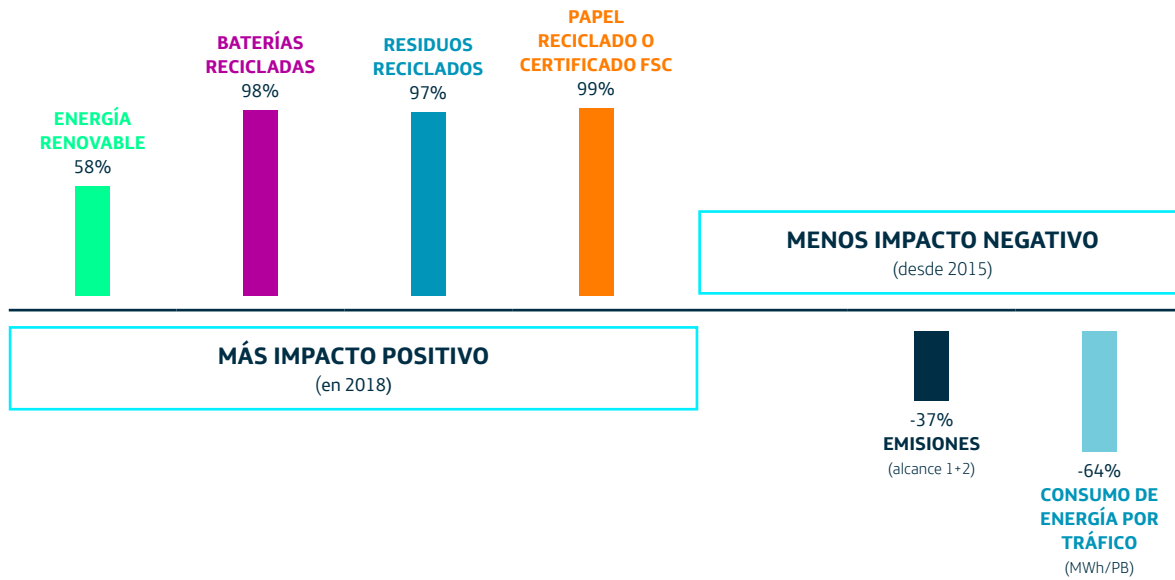 ENERGÍA
RENOVABLE
58%
BATERÍAS
RECICLADAS
98%
RESIDUOS
RECICLADOS
97%
PAPEL
RECICLADO O
CERTIFICADO FSC
99%
MENOS IMPACTO NEGATIVO
(desde 2015)
MÁS IMPACTO POSITIVO
(en 2018)
-37%
EMISIONES
(alcance 1+2)
-64%
CONSUMO DE
ENERGÍA POR
TRÁFICO
(MWh/PB)